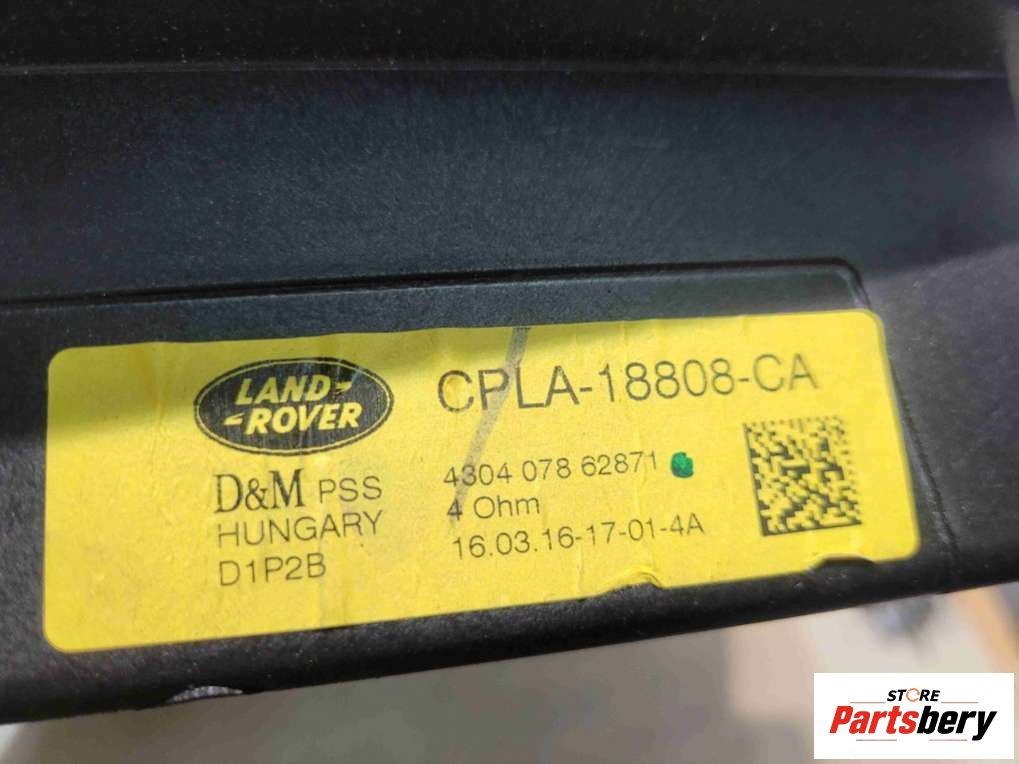 LAND
ROVER
CPLA-18808-CA
D&M PSS
HUNGARY
D1P2B
4304 078 62871
4 Ohm
16.03.16-17-01-4A
STORE
Partsbery